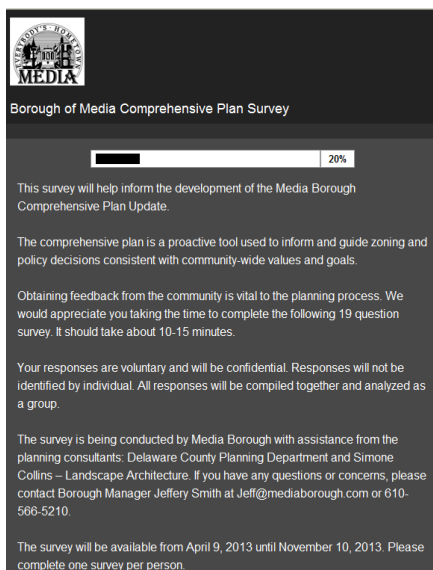 EVERYBODY'S HOMETOWN
MEDIA
Borough of Media Comprehensive Plan Survey
20%
This survey will help inform the development of the Media Borough
Comprehensive Plan Update.
The comprehensive plan is a proactive tool used to inform and guide zoning and
policy decisions consistent with community-wide values and goals.
Obtaining feedback from the community is vital to the planning process. We
would appreciate you taking the time to complete the following 19 question
survey. It should take about 10-15 minutes.
Your responses are voluntary and will be confidential. Responses will not be
identified by individual. All responses will be compiled together and analyzed as
a group.
The survey is being conducted by Media Borough with assistance from the
planning consultants: Delaware County Planning Department and Simone
Collins – Landscape Architecture. If you have any questions or concerns, please
contact Borough Manager Jeffery Smith at Jeff@mediaborough.com or 610-
566-5210.
The survey will be available from April 9, 2013 until November 10, 2013. Please
complete one survey per person.